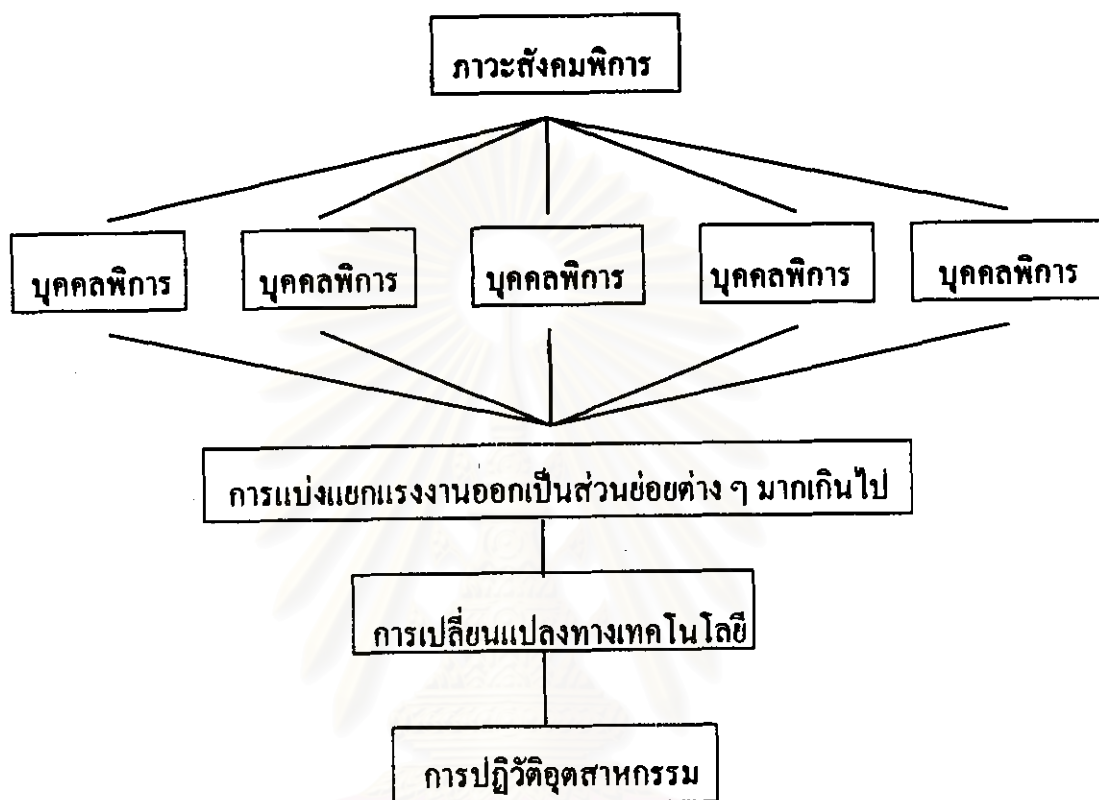 ภาวะสังคมพิการ
บุคคลพิการ บุคคลพิการ บุคคลพิการ บุคคลพิการ บุคคลพิการ
การแบ่งแยกแรงงานออกเป็นส่วนย่อยต่าง ๆ มากเกินไป
การเปลี่ยนแปลงทางเทคโนโลยี
การปฏิวัติอุตสาหกรรม